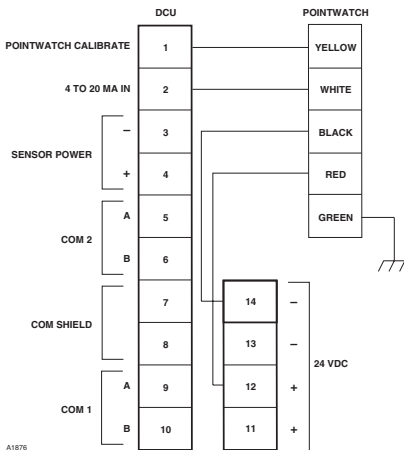 DCU POINTWATCH
POINTWATCH CALIBRATE 1 YELLOW
4 TO 20 MA IN 2 WHITE
– 3 BLACK
SENSOR POWER
+ 4 RED
A 5 GREEN
COM 2
B 6
7 14 –
COM SHIELD
8 13 –
24 VDC
A 9 12 +
COM 1
B 10 11 +
A1876